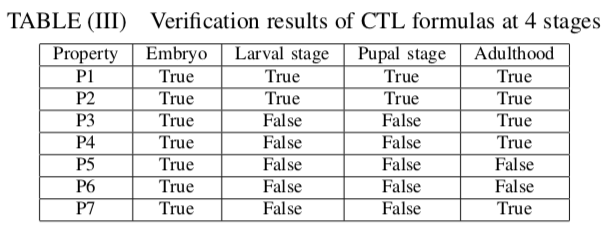 TABLE (III) Verification results of CTL formulas at 4 stages
Property Embryo Larval stage Pupal stage Adulthood
P1 True True True True
P2 True True True True
P3 True False False True
P4 True False False True
P5 True False False False
P6 True False False False
P7 True False False True